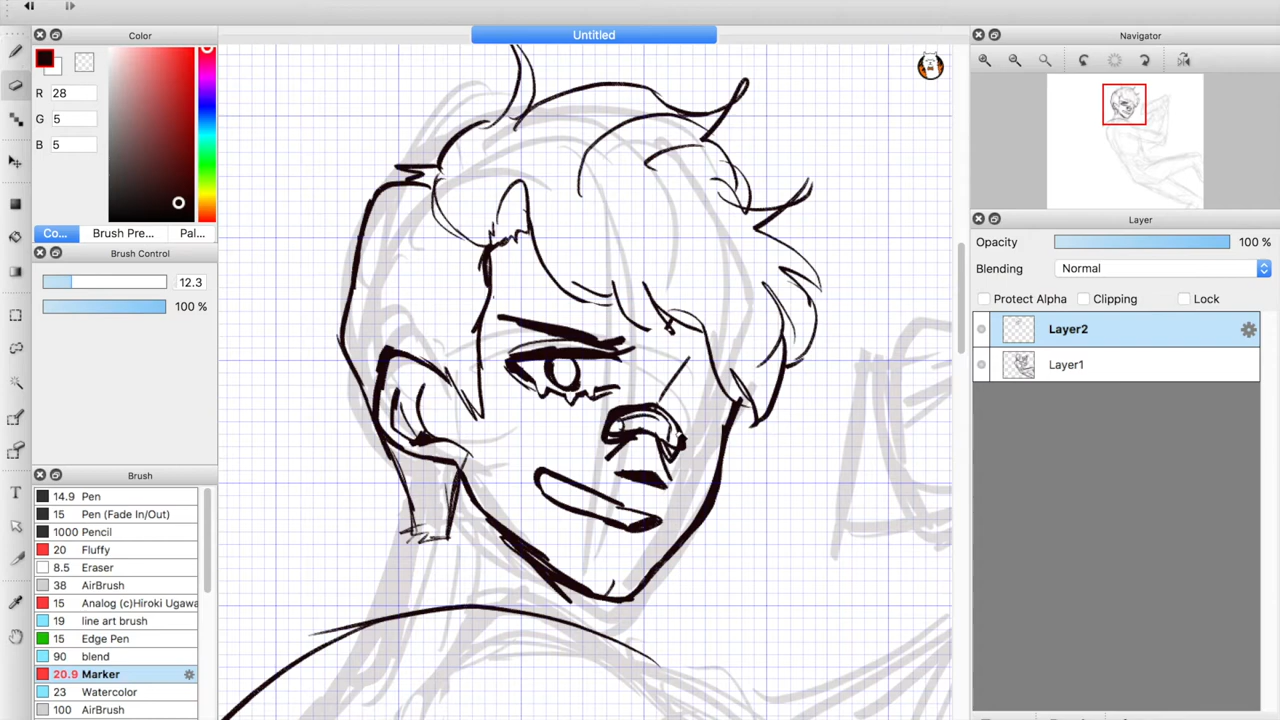 Untitled
Color
Navigator
R 28
G 5
B 5
Co... Brush Pre... Pal...
Brush Control
12.3
100 %
Layer
Opacity 100 %
Blending Normal
Protect Alpha Clipping Lock
Layer2
Layer1
Brush
14.9 Pen
15 Pen (Fade In/Out)
1000 Pencil
20 Fluffy
8.5 Eraser
38 AirBrush
15 Analog (c)Hiroki Ugawa
19 line art brush
15 Edge Pen
90 blend
20.9 Marker
23 Watercolor
100 AirBrush
T